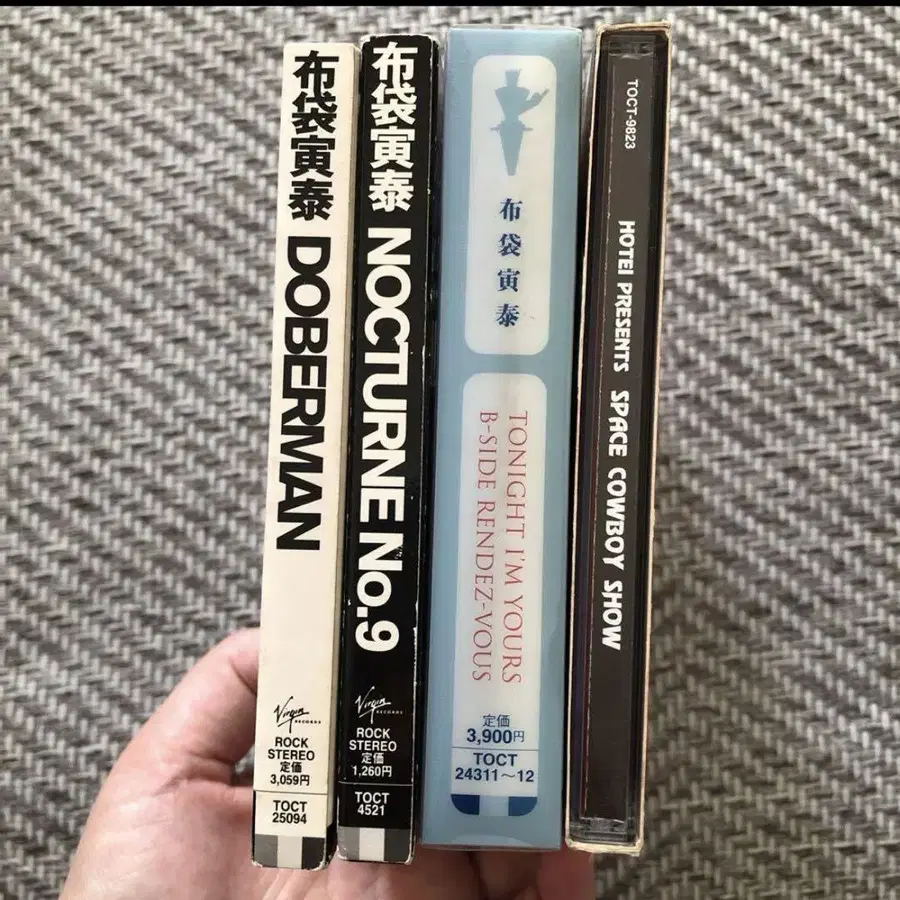 布袋寅泰 DOBERMAN
Virgin
RECORDS
ROCK
STEREO
定価
3,059円
TOCT
25094
布袋寅泰 NOCTURNE No.9
Virgin
RECORDS
ROCK
STEREO
定価
1,260円
TOCT
4521
布袋寅泰
TONIGHT I'M YOURS
B-SIDE RENDEZ-VOUS
定価
3,900円
TOCT
24311～12
TOCT-9823
HOTEI PRESENTS SPACE COWBOY SHOW